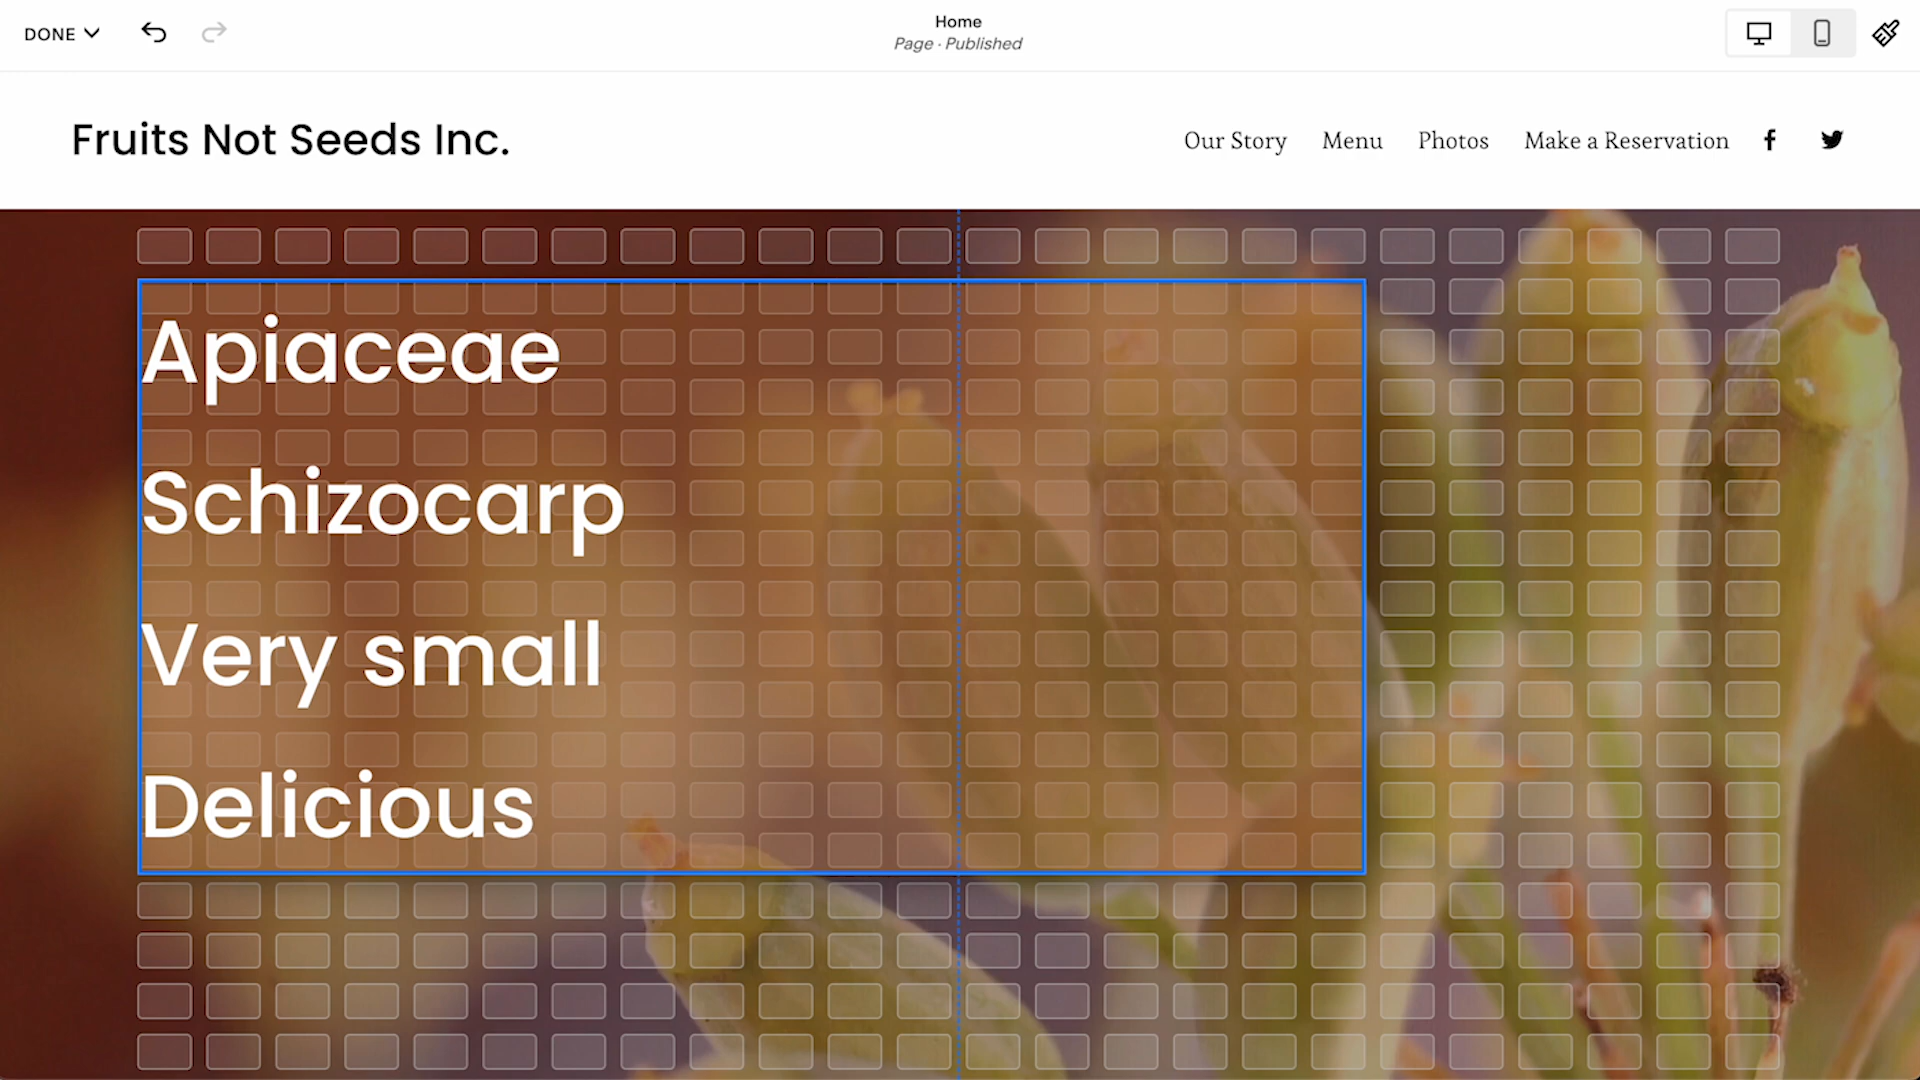 DONE
Home
Page · Published
Fruits Not Seeds Inc.
Our Story Menu Photos Make a Reservation
Apiaceae
Schizocarp
Very small
Delicious